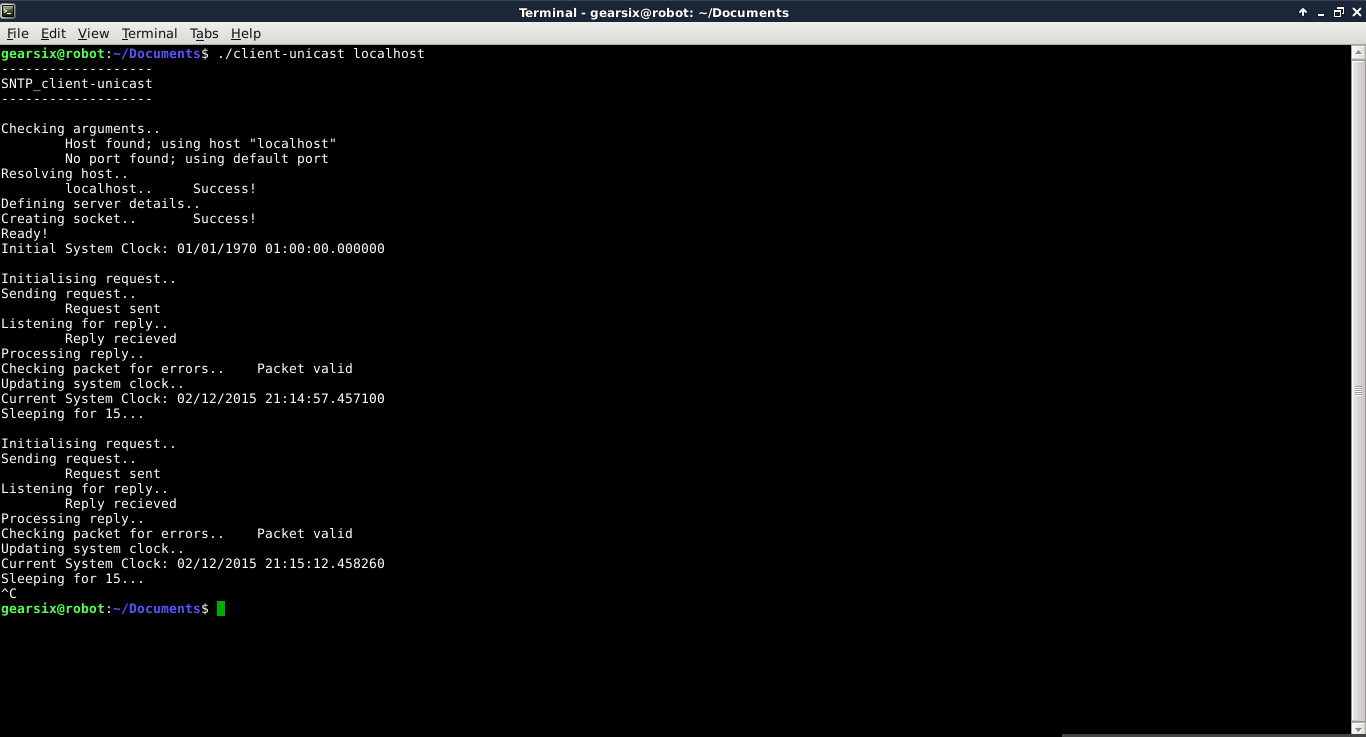 Terminal - gearsix@robot: ~/Documents
File Edit View Terminal Tabs Help
gearsix@robot:~/Documents$ ./client-unicast localhost
-------------------
SNTP_client-unicast
-------------------
Checking arguments..
Host found; using host "localhost"
No port found; using default port
Resolving host..
localhost.. Success!
Defining server details..
Creating socket.. Success!
Ready!
Initial System Clock: 01/01/1970 01:00:00.000000
Initialising request..
Sending request..
Request sent
Listening for reply..
Reply recieved
Processing reply..
Checking packet for errors.. Packet valid
Updating system clock..
Current System Clock: 02/12/2015 21:14:57.457100
Sleeping for 15...
Initialising request..
Sending request..
Request sent
Listening for reply..
Reply recieved
Processing reply..
Checking packet for errors.. Packet valid
Updating system clock..
Current System Clock: 02/12/2015 21:15:12.458260
Sleeping for 15...
^C
gearsix@robot:~/Documents$